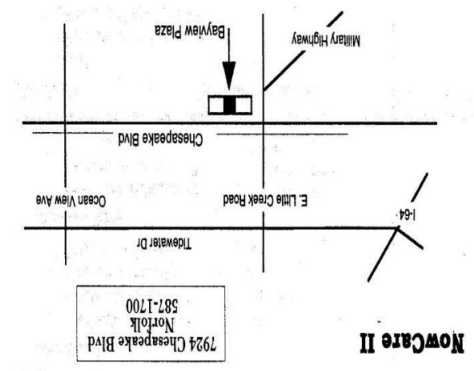 NowCare II
7924 Chesapeake Blvd
Norfolk
587-1700
Tidewater Dr
I-64
E. Little Creek Road
Ocean View Ave
Chesapeake Blvd
Military Highway
Bayview Plaza